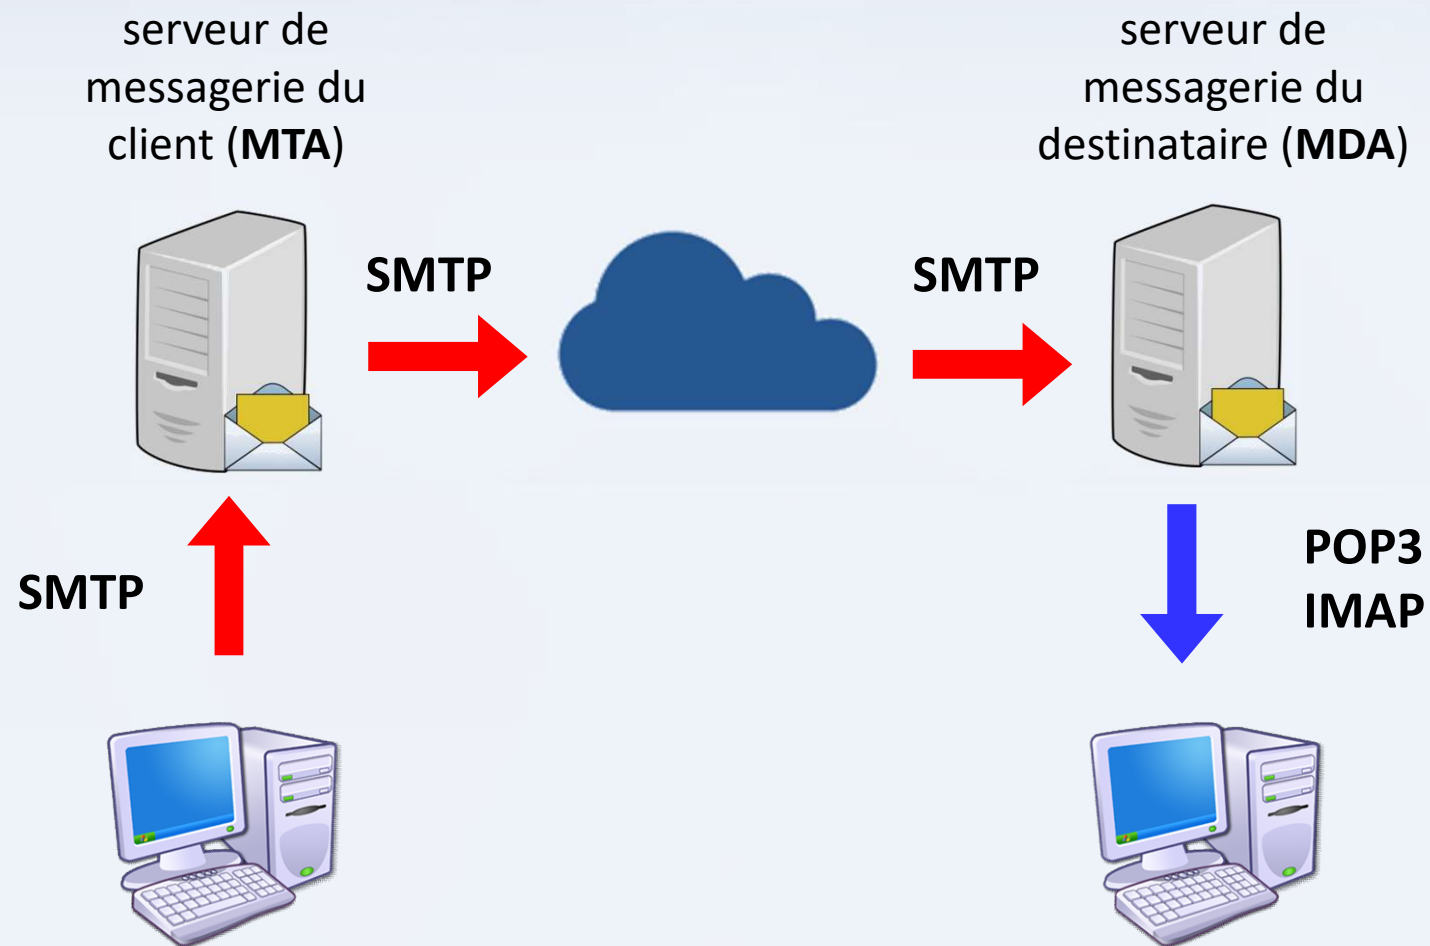 serveur de
messagerie du
client (MTA)
serveur de
messagerie du
destinataire (MDA)
SMTP
SMTP
SMTP
POP3
IMAP